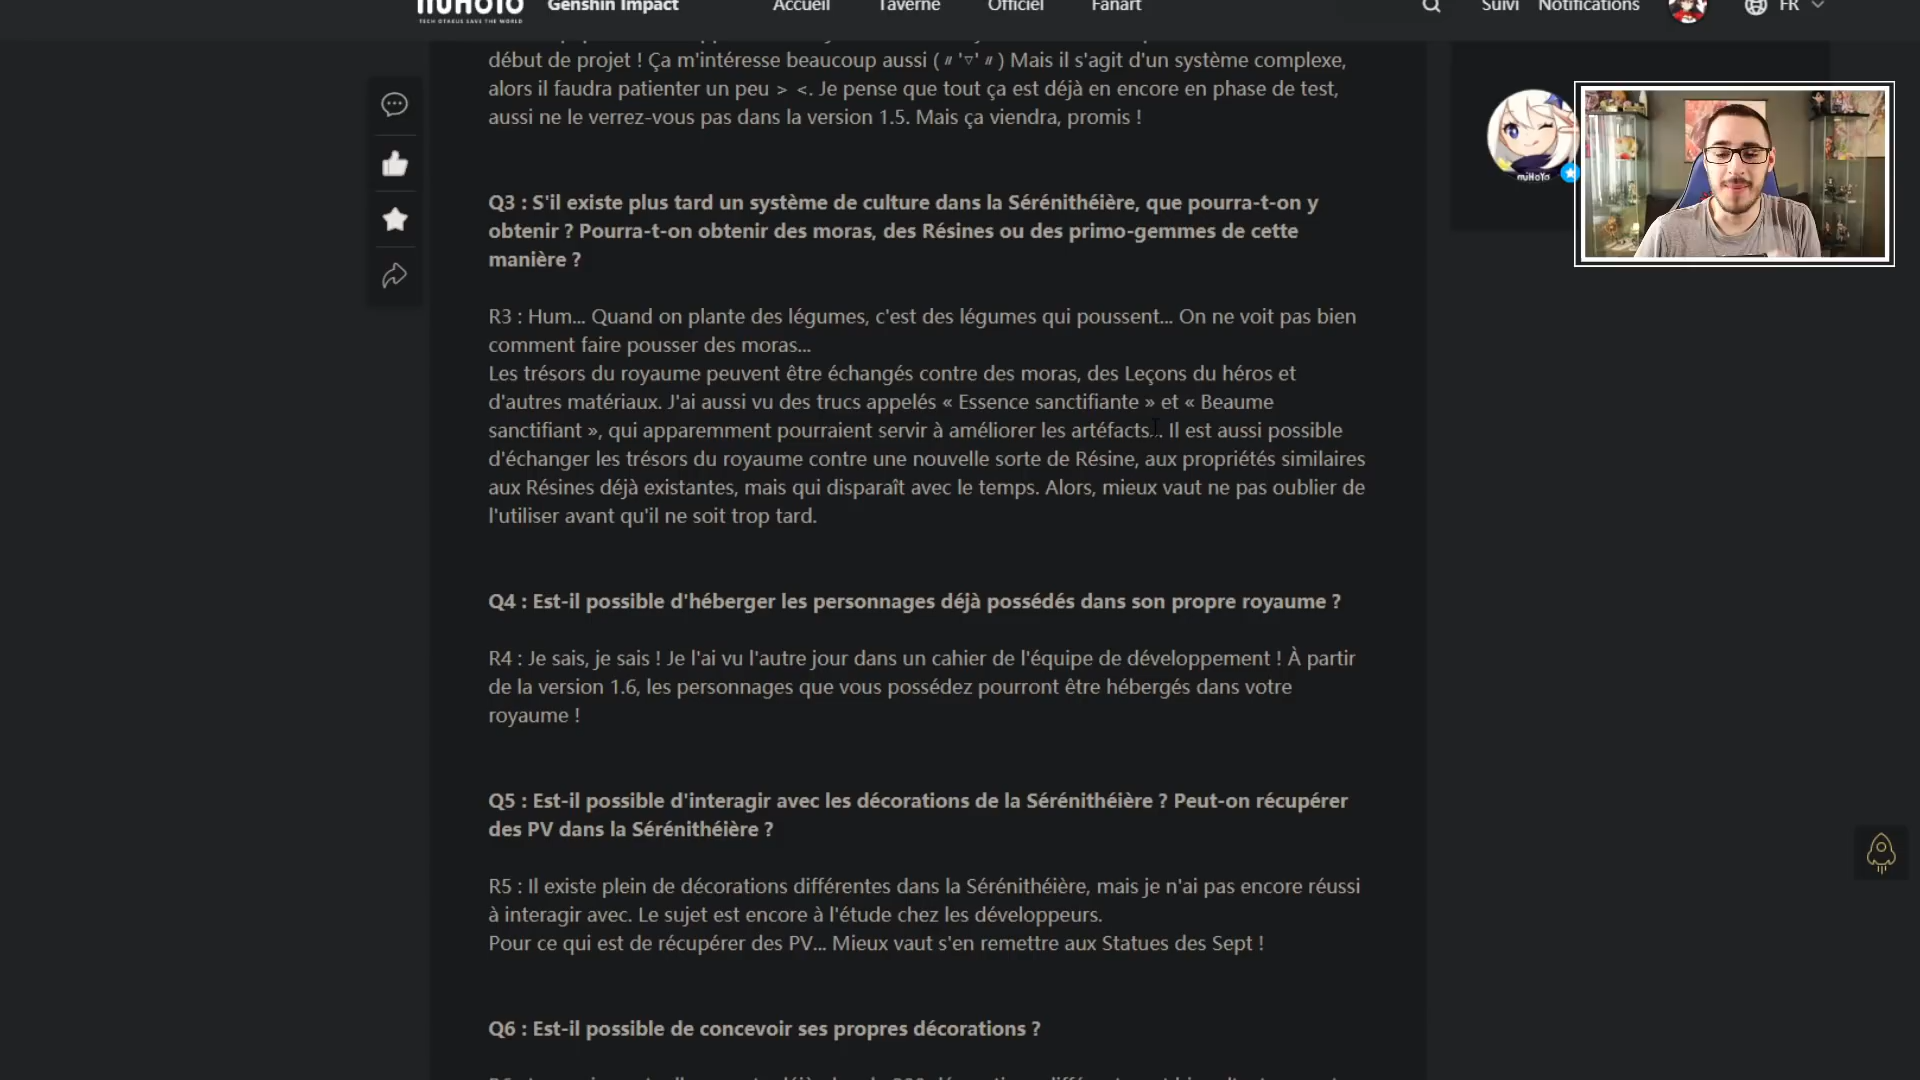 miHoYo
TECH OTAKUS SAVE THE WORLD
Genshin Impact
Accueil
Taverne
Officiel
Fanart
Suivi
Notifications
FR
début de projet ! Ça m'intéresse beaucoup aussi (〃'▽'〃) Mais il s'agit d'un système complexe,
alors il faudra patienter un peu > <. Je pense que tout ça est déjà en encore en phase de test,
aussi ne le verrez-vous pas dans la version 1.5. Mais ça viendra, promis !
miHoYo
Q3 : S'il existe plus tard un système de culture dans la Sérénithéière, que pourra-t-on y
obtenir ? Pourra-t-on obtenir des moras, des Résines ou des primo-gemmes de cette
manière ?
R3 : Hum... Quand on plante des légumes, c'est des légumes qui poussent... On ne voit pas bien
comment faire pousser des moras...
Les trésors du royaume peuvent être échangés contre des moras, des Leçons du héros et
d'autres matériaux. J'ai aussi vu des trucs appelés « Essence sanctifiante » et « Beaume
sanctifiant », qui apparemment pourraient servir à améliorer les artéfacts... Il est aussi possible
d'échanger les trésors du royaume contre une nouvelle sorte de Résine, aux propriétés similaires
aux Résines déjà existantes, mais qui disparaît avec le temps. Alors, mieux vaut ne pas oublier de
l'utiliser avant qu'il ne soit trop tard.
Q4 : Est-il possible d'héberger les personnages déjà possédés dans son propre royaume ?
R4 : Je sais, je sais ! Je l'ai vu l'autre jour dans un cahier de l'équipe de développement ! À partir
de la version 1.6, les personnages que vous possédez pourront être hébergés dans votre
royaume !
Q5 : Est-il possible d'interagir avec les décorations de la Sérénithéière ? Peut-on récupérer
des PV dans la Sérénithéière ?
R5 : Il existe plein de décorations différentes dans la Sérénithéière, mais je n'ai pas encore réussi
à interagir avec. Le sujet est encore à l'étude chez les développeurs.
Pour ce qui est de récupérer des PV... Mieux vaut s'en remettre aux Statues des Sept !
Q6 : Est-il possible de concevoir ses propres décorations ?